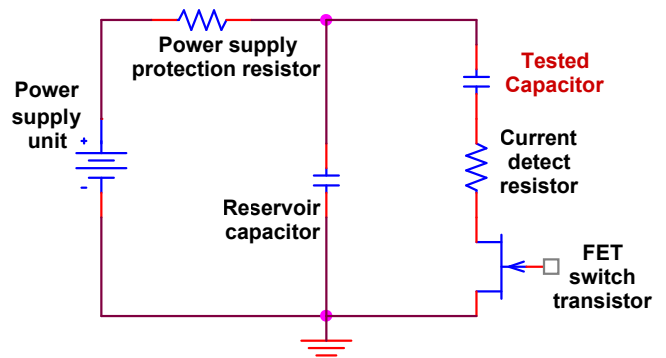 Power supply
protection resistor
Power
supply
unit
+
-
Reservoir
capacitor
Tested
Capacitor
Current
detect
resistor
FET
switch
transistor